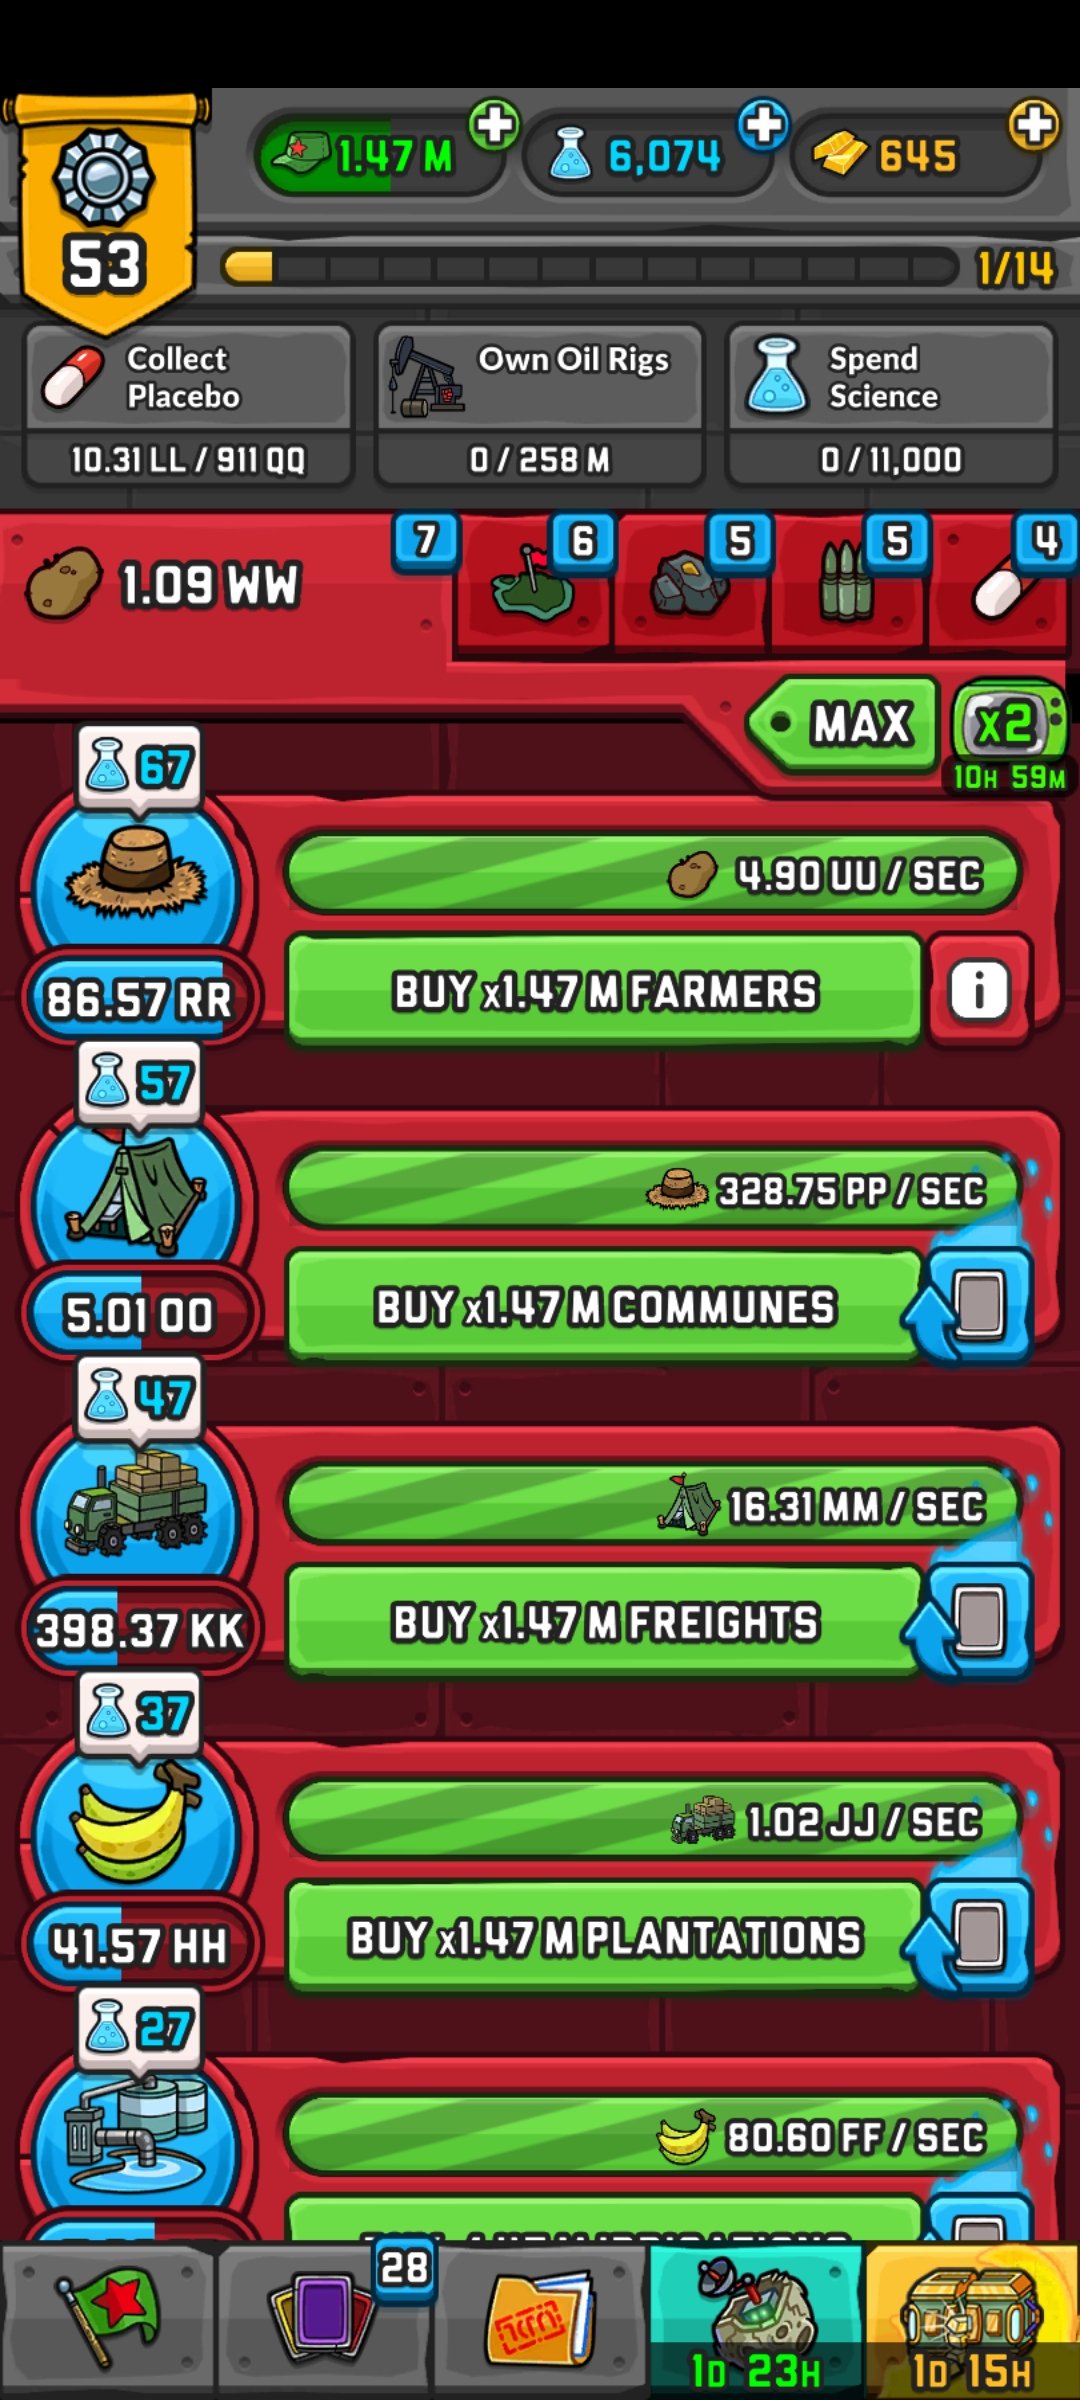 1.47 M
6,074
645
53
1/14
Collect
Placebo
10.31 LL / 911 QQ
Own Oil Rigs
0 / 258 M
Spend
Science
0 / 11,000
1.09 WW
7
6
5
5
4
MAX
X2
10H 59M
67
4.90 UU / SEC
86.57 RR
BUY x1.47 M FARMERS
i
57
328.75 PP / SEC
5.01 OO
BUY x1.47 M COMMUNES
47
16.31 MM / SEC
398.37 KK
BUY x1.47 M FREIGHTS
37
1.02 JJ / SEC
41.57 HH
BUY x1.47 M PLANTATIONS
27
80.60 FF / SEC
28
1D 23H
1D 15H